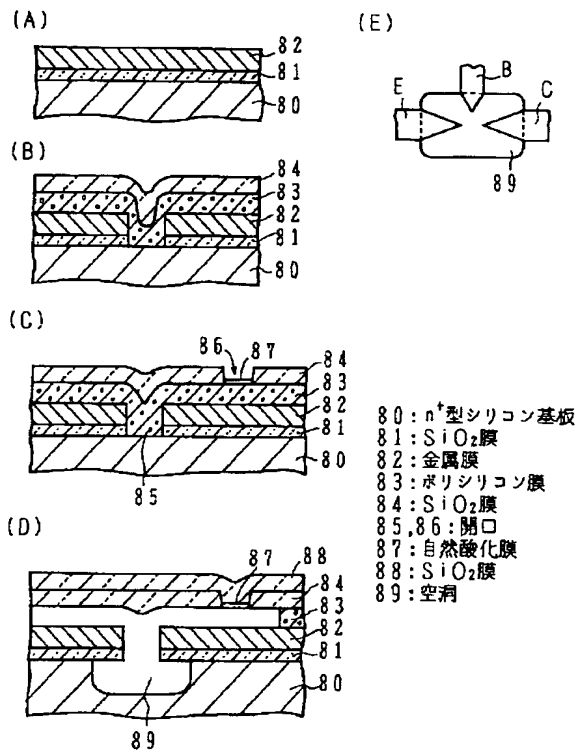 (A)
82
81
80
(B)
84
83
82
81
80
(C)
86
87
84
83
82
81
80
85
(D)
87
88
84
83
82
81
80
89
(E)
B
E
C
89
80:n⁺型シリコン基板
81:SiO₂膜
82:金属膜
83:ポリシリコン膜
84:SiO₂膜
85,86:開口
87:自然酸化膜
88:SiO₂膜
89:空洞